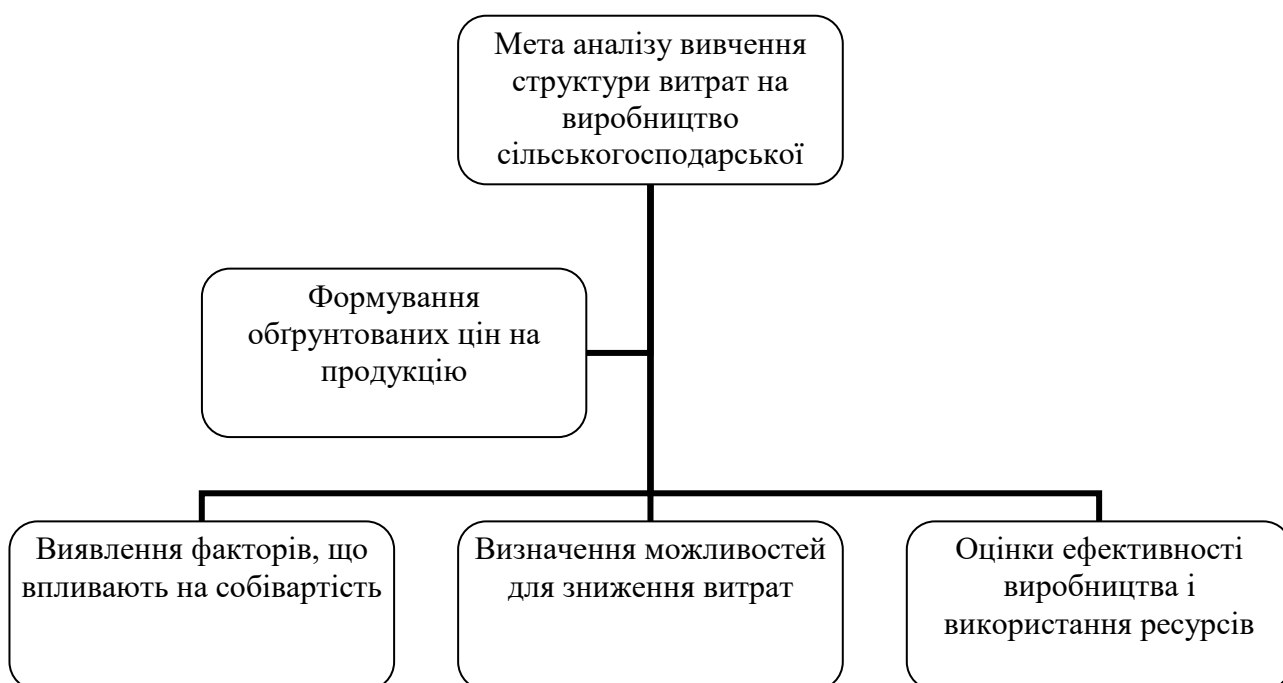 Мета аналізу вивчення
структури витрат на
виробництво
сільськогосподарської
Формування
обґрунтованих цін на
продукцію
Виявлення факторів, що
впливають на собівартість
Визначення можливостей
для зниження витрат
Оцінки ефективності
виробництва і
використання ресурсів